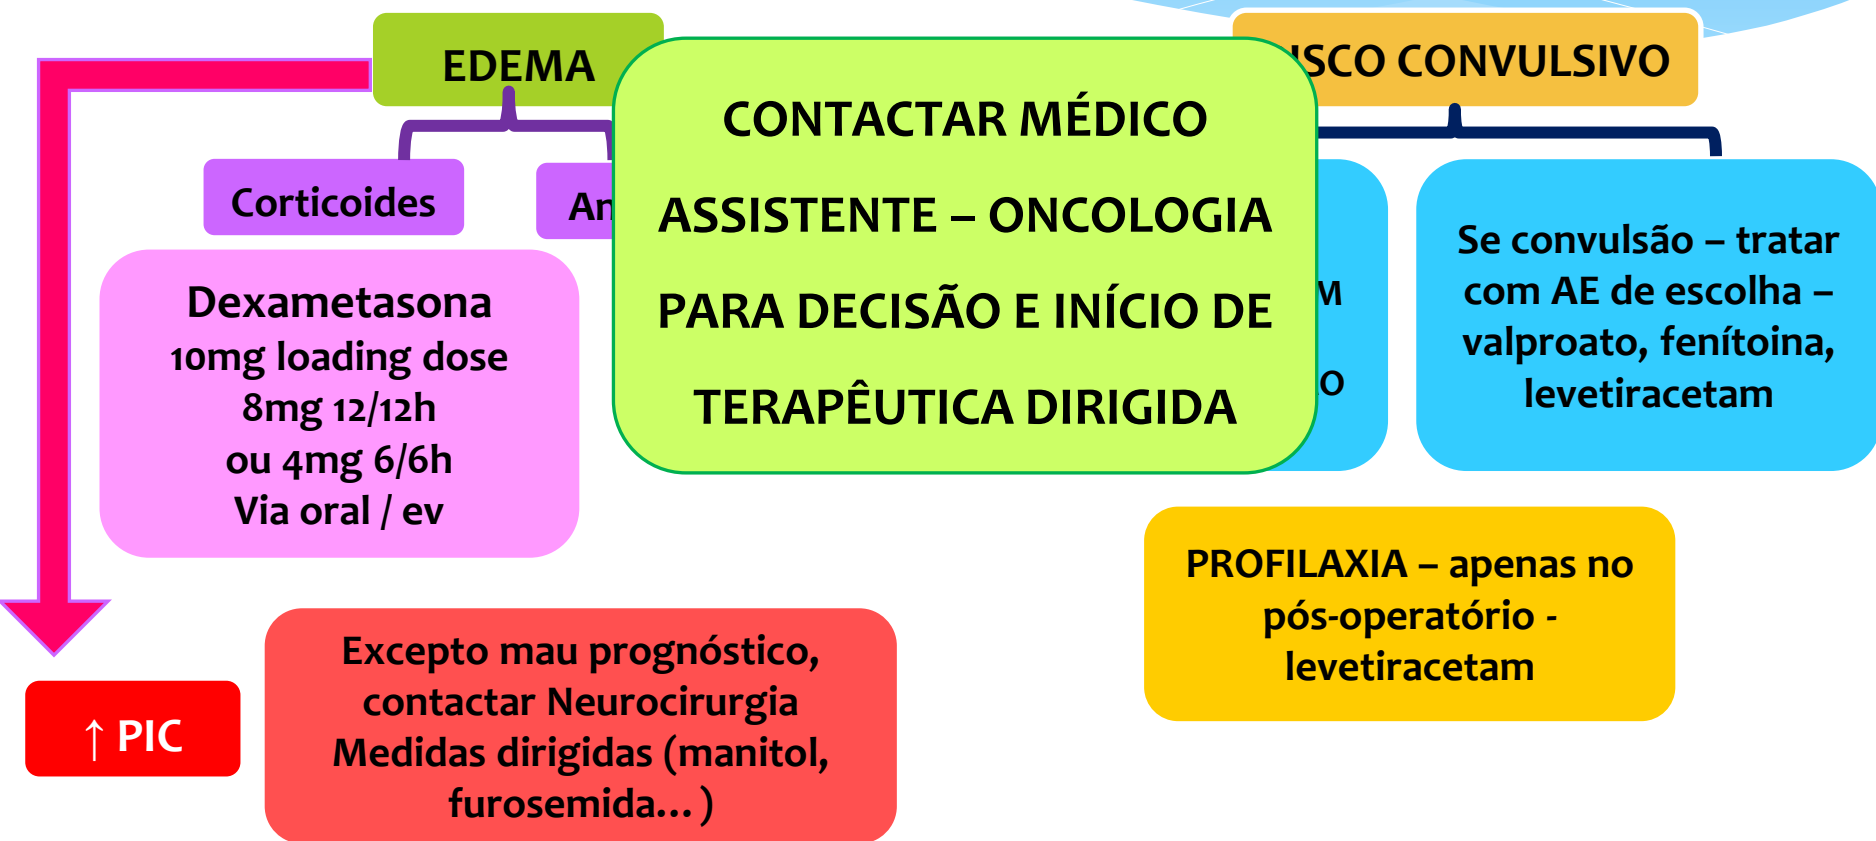 EDEMA
CONVULSIVO
CONTACTAR MÉDICO
ASSISTENTE – ONCOLOGIA
PARA DECISÃO E INÍCIO DE
TERAPÊUTICA DIRIGIDA
Corticoides
Dexametasona
10mg loading dose
8mg 12/12h
ou 4mg 6/6h
Via oral / ev
Se convulsão – tratar
com AE de escolha –
valproato, fenítoina,
levetiracetam
PROFILAXIA – apenas no
pós-operatório -
levetiracetam
↑ PIC
Excepto mau prognóstico,
contactar Neurocirurgia
Medidas dirigidas (manitol,
furosemida... )